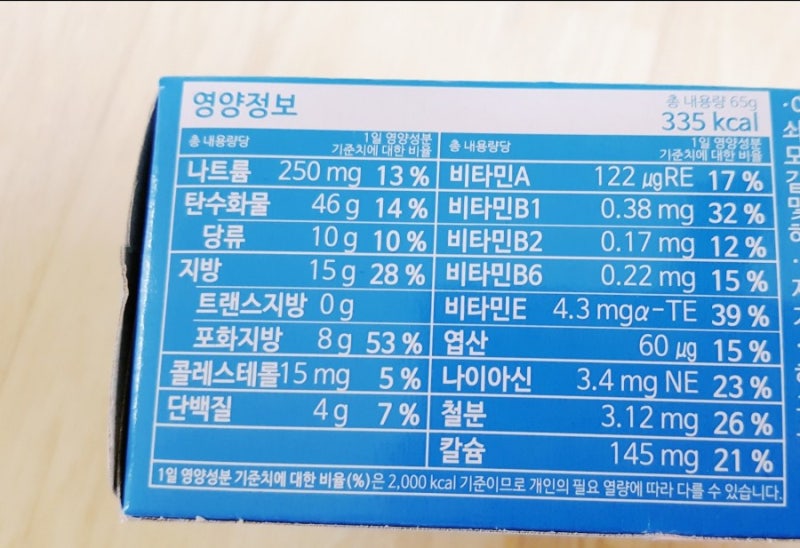 영양정보
총 내용량 65g
335 kcal
총 내용량당 1일 영양성분 기준치에 대한 비율
나트륨 250 mg 13 %
탄수화물 46 g 14 %
당류 10 g 10 %
지방 15 g 28 %
트랜스지방 0 g
포화지방 8 g 53 %
콜레스테롤 15 mg 5 %
단백질 4 g 7 %
총 내용량당 1일 영양성분 기준치에 대한 비율
비타민A 122 μgRE 17 %
비타민B1 0.38 mg 32 %
비타민B2 0.17 mg 12 %
비타민B6 0.22 mg 15 %
비타민E 4.3 mgα-TE 39 %
엽산 60 μg 15 %
나이아신 3.4 mg NE 23 %
철분 3.12 mg 26 %
칼슘 145 mg 21 %
1일 영양성분 기준치에 대한 비율(%)은 2,000 kcal 기준이므로 개인의 필요 열량에 따라 다를 수 있습니다.